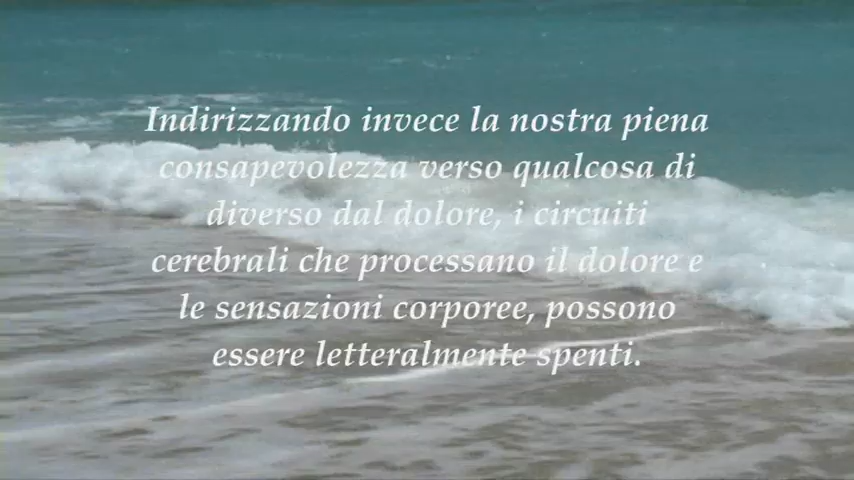 Indirizzando invece la nostra piena
consapevolezza verso qualcosa di
diverso dal dolore, i circuiti
cerebrali che processano il dolore e
le sensazioni corporee, possono
essere letteralmente spenti.